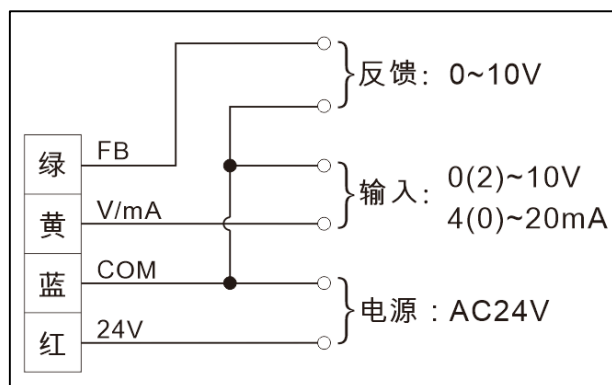 反馈: 0~10V
绿 FB
输入: 0(2)~10V
4(0)~20mA
黄 V/mA
蓝 COM
电源 : AC24V
红 24V